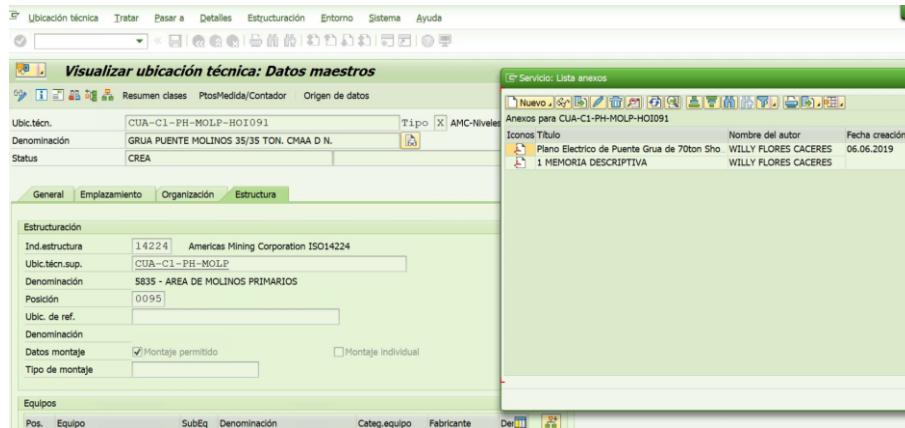 Ubicación técnica Tratar Pasar a Detalles Estructuración Entorno Sistema Ayuda
Visualizar ubicación técnica: Datos maestros
Resumen clases PtosMedida/Contador Origen de datos
Ubic.técn. CUA-C1-PH-MOLP-HOI091 Tipo X AMC-Niveles
Denominación GRUA PUENTE MOLINOS 35/35 TON. CMAA D N.
Status CREA
General Emplazamiento Organización Estructura
Estructuración
Ind.estructura 14224 Americas Mining Corporation ISO14224
Ubic.técn.sup. CUA-C1-PH-MOLP
Denominación 5835 - AREA DE MOLINOS PRIMARIOS
Posición 0095
Ubic. de ref.
Denominación
Datos montaje Montaje permitido Montaje individual
Tipo de montaje
Equipos
Pos. Equipo SubEq Denominación Categ.equipo Fabricante Den
Servicio: Lista anexos
Nuevo
Anexos para CUA-C1-PH-MOLP-HOI091
Iconos Título Nombre del autor Fecha creación
Plano Electrico de Puente Grua de 70ton Sho.. WILLY FLORES CACERES 06.06.2019
1 MEMORIA DESCRIPTIVA WILLY FLORES CACERES